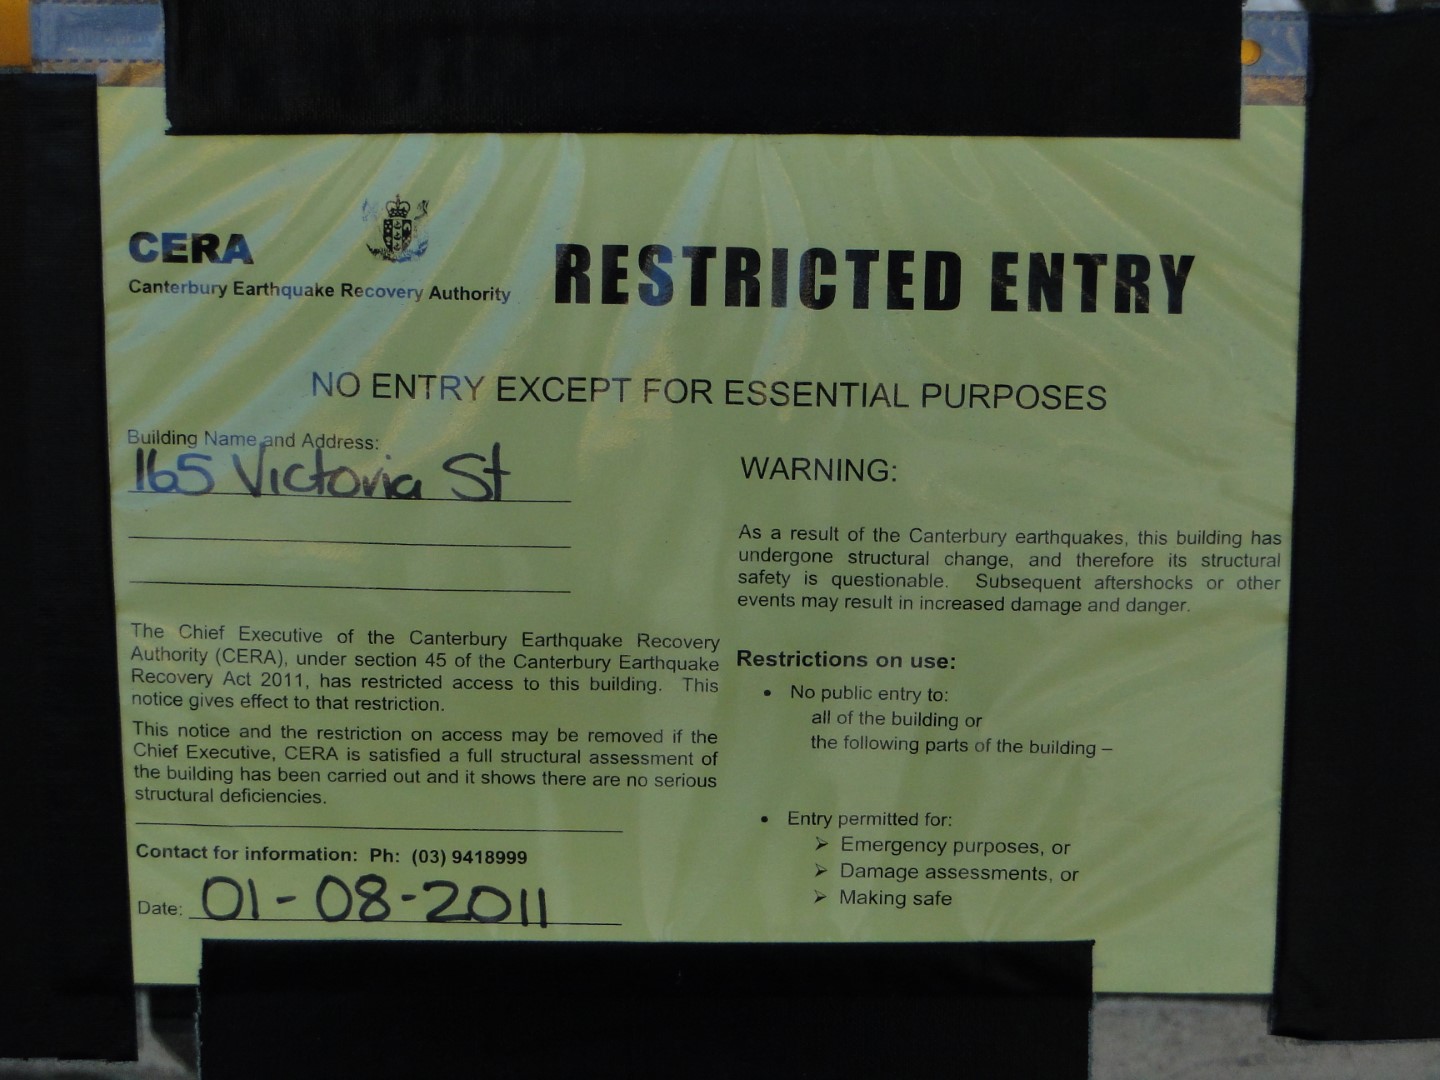 CERA
Canterbury Earthquake Recovery Authority
RESTRICTED ENTRY
NO ENTRY EXCEPT FOR ESSENTIAL PURPOSES
Building Name and Address:
165 Victoria St
The Chief Executive of the Canterbury Earthquake Recovery
Authority (CERA), under section 45 of the Canterbury Earthquake
Recovery Act 2011, has restricted access to this building. This
notice gives effect to that restriction.
This notice and the restriction on access may be removed if the
Chief Executive, CERA is satisfied a full structural assessment of
the building has been carried out and it shows there are no serious
structural deficiencies.
Contact for information: Ph: (03) 9418999
Date: 01-08-2011
WARNING:
As a result of the Canterbury earthquakes, this building has
undergone structural change, and therefore its structural
safety is questionable. Subsequent aftershocks or other
events may result in increased damage and danger.
Restrictions on use:
• No public entry to:
all of the building or
the following parts of the building –
• Entry permitted for:
➢ Emergency purposes, or
➢ Damage assessments, or
➢ Making safe